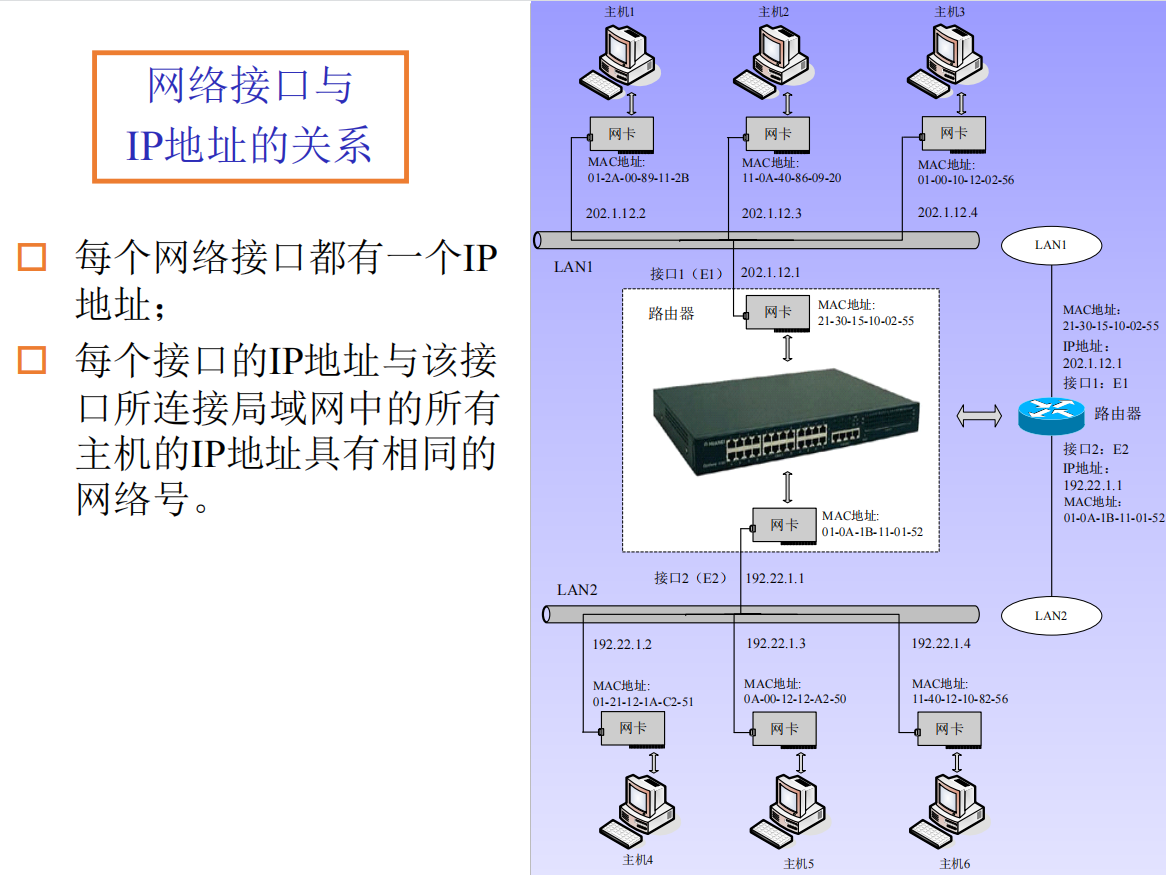 网络接口与
IP地址的关系
每个网络接口都有一个IP
地址；
每个接口的IP地址与该接
口所连接局域网中的所有
主机的IP地址具有相同的
网络号。
主机1
主机2
主机3
网卡
网卡
网卡
MAC地址:
01-2A-00-89-11-2B
MAC地址:
11-0A-40-86-09-20
MAC地址:
01-00-10-12-02-56
202.1.12.2
202.1.12.3
202.1.12.4
LAN1
接口1（E1）
202.1.12.1
路由器
网卡
MAC地址:
21-30-15-10-02-55
网卡
MAC地址:
01-0A-1B-11-01-52
接口2（E2）
192.22.1.1
LAN2
192.22.1.2
192.22.1.3
192.22.1.4
MAC地址:
01-21-12-1A-C2-51
MAC地址:
0A-00-12-12-A2-50
MAC地址:
11-40-12-10-82-56
网卡
网卡
网卡
主机4
主机5
主机6
LAN1
MAC地址：
21-30-15-10-02-55
IP地址：
202.1.12.1
接口1：E1
路由器
接口2：E2
IP地址：
192.22.1.1
MAC地址：
01-0A-1B-11-01-52
LAN2